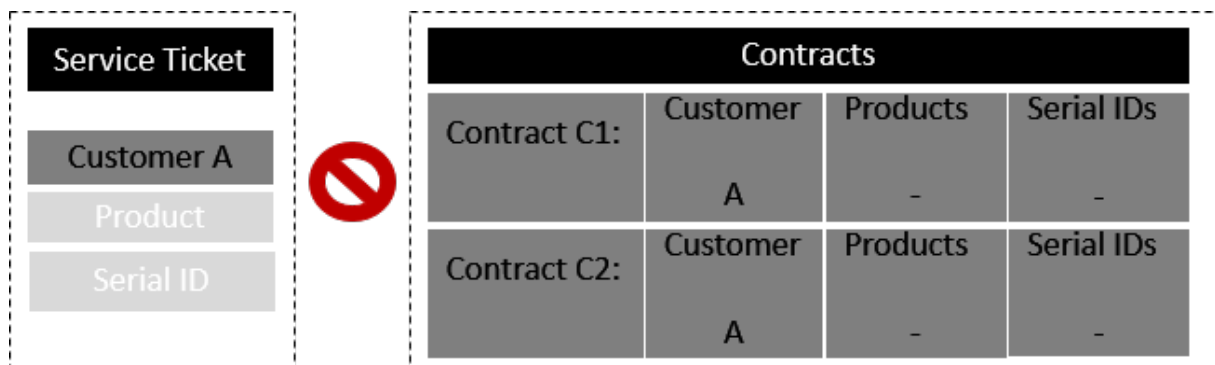 Service Ticket
Customer A
Product
Serial ID
Contracts
Contract C1:
Customer Products Serial IDs
A - -
Contract C2:
Customer Products Serial IDs
A - -